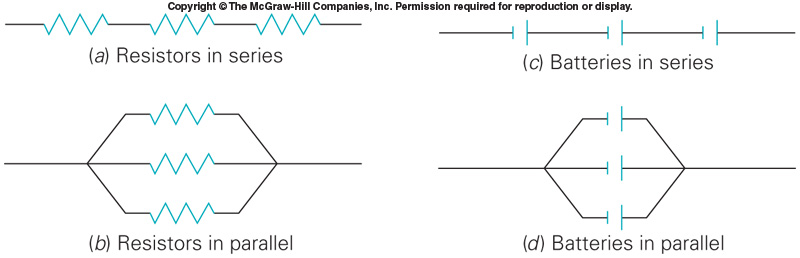 Copyright © The McGraw-Hill Companies, Inc. Permission required for reproduction or display.
(a) Resistors in series
(c) Batteries in series
(b) Resistors in parallel
(d) Batteries in parallel